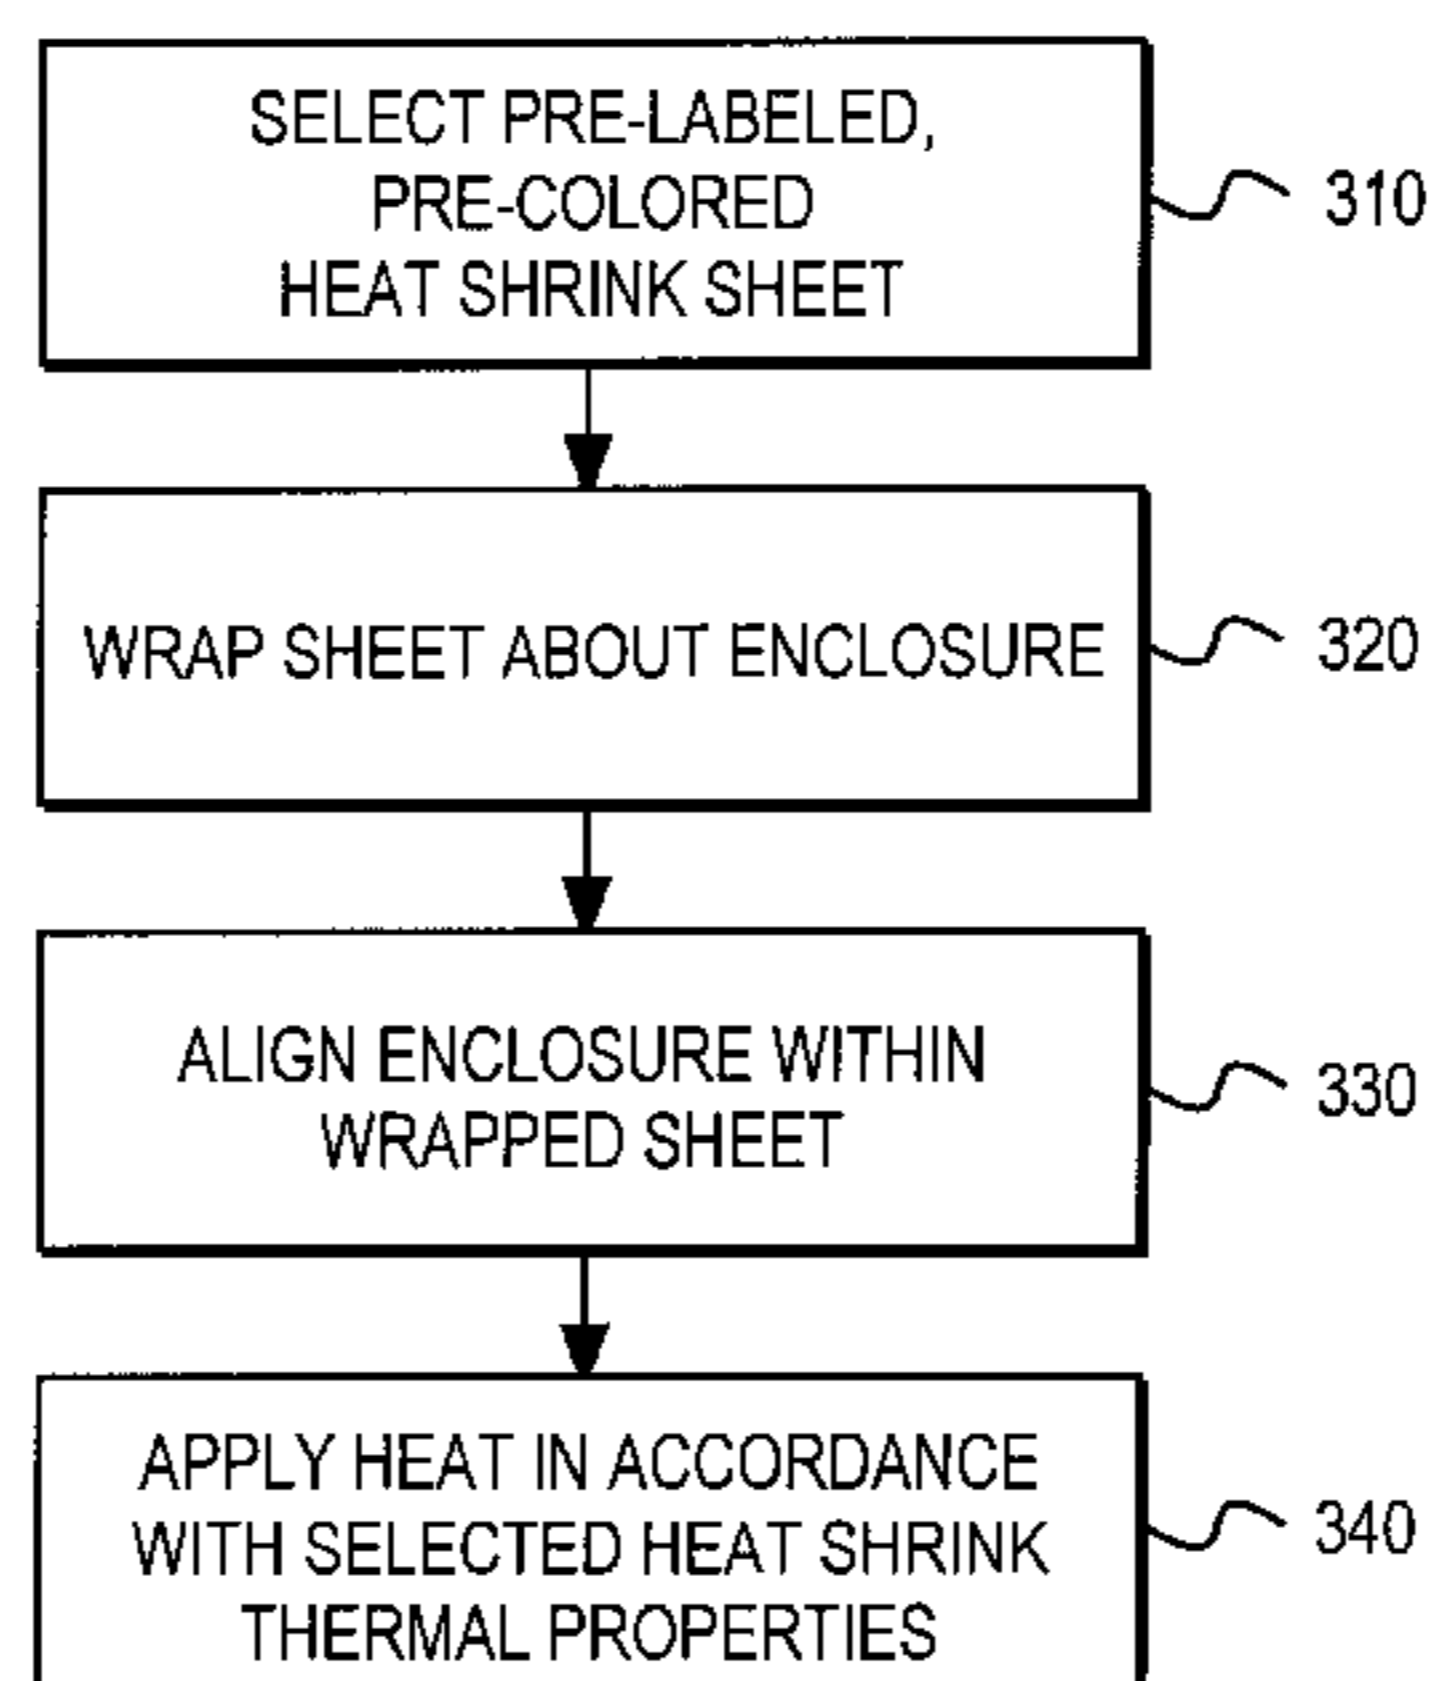 SELECT PRE-LABELED,
PRE-COLORED
HEAT SHRINK SHEET
310
WRAP SHEET ABOUT ENCLOSURE
320
ALIGN ENCLOSURE WITHIN
WRAPPED SHEET
330
APPLY HEAT IN ACCORDANCE
WITH SELECTED HEAT SHRINK
THERMAL PROPERTIES
340